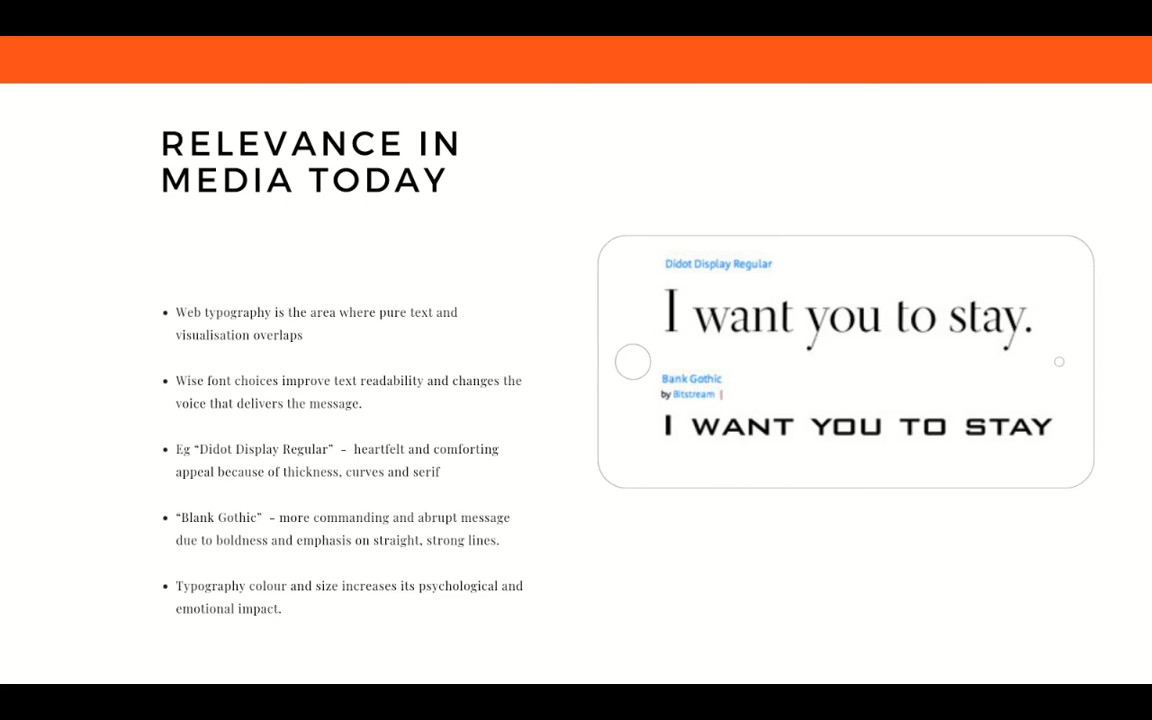 RELEVANCE IN
MEDIA TODAY
• Web typography is the area where pure text and
visualisation overlaps
• Wise font choices improve text readability and changes the
voice that delivers the message.
• Eg “Didot Display Regular” - heartfelt and comforting
appeal because of thickness, curves and serif
• “Blank Gothic” - more commanding and abrupt message
due to boldness and emphasis on straight, strong lines.
• Typography colour and size increases its psychological and
emotional impact.
Didot Display Regular
I want you to stay.
Bank Gothic
by Bitstream |
I WANT YOU TO STAY